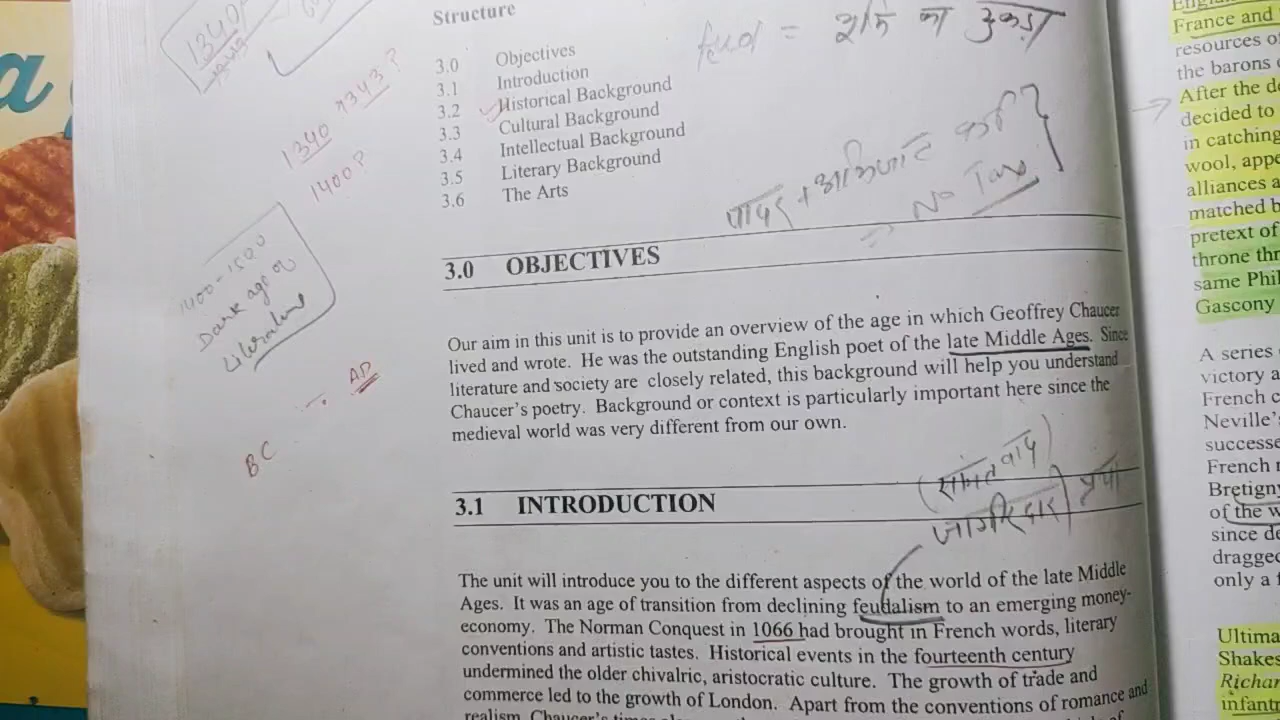 1340
Structure
feud = भूमि का टुकड़ा
3.0 Objectives
3.1 Introduction
3.2 Historical Background
3.3 Cultural Background
3.4 Intellectual Background
3.5 Literary Background
3.6 The Arts
1340 1343?
1400?
पादर + अभिजात वर्ग
= No Tax
1400-1500
Dark age of
Literature
AD
BC
3.0 OBJECTIVES
Our aim in this unit is to provide an overview of the age in which Geoffrey Chaucer
lived and wrote. He was the outstanding English poet of the late Middle Ages. Since
literature and society are closely related, this background will help you understand
Chaucer's poetry. Background or context is particularly important here since the
medieval world was very different from our own.
(सामंतवाद)
जागीरदारी प्रथा
3.1 INTRODUCTION
The unit will introduce you to the different aspects of the world of the late Middle
Ages. It was an age of transition from declining feudalism to an emerging money-
economy. The Norman Conquest in 1066 had brought in French words, literary
conventions and artistic tastes. Historical events in the fourteenth century
undermined the older chivalric, aristocratic culture. The growth of trade and
commerce led to the growth of London. Apart from the conventions of romance and
realism, Chaucer's
France and
resources of
the barons
After the
decided to
in catching
wool,
alliances a
matched b
pretext of
throne
same
Gascony
A series
victory a
French
Neville's
French
of the
since
dragged
only a
Richard